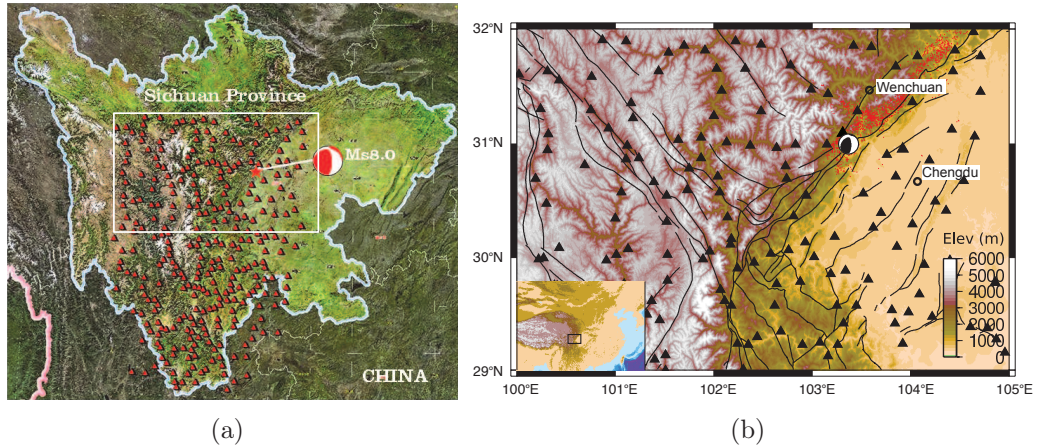 Sichuan Province
Ms8.0
CHINA
(a)
32°N
31°N
30°N
29°N
100°E
101°E
102°E
103°E
104°E
105°E
Wenchuan
Chengdu
Elev (m)
6000
5000
4000
3000
2000
1000
0
(b)